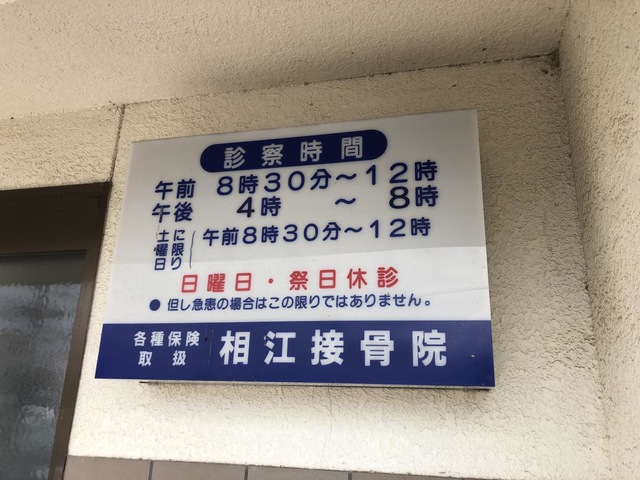 診察時間
午前 8時30分～12時
午後 4時 ～ 8時
土曜日に限り 午前8時30分～12時
日曜日・祭日休診
●但し急患の場合はこの限りではありません。
各種保険取扱 相江接骨院